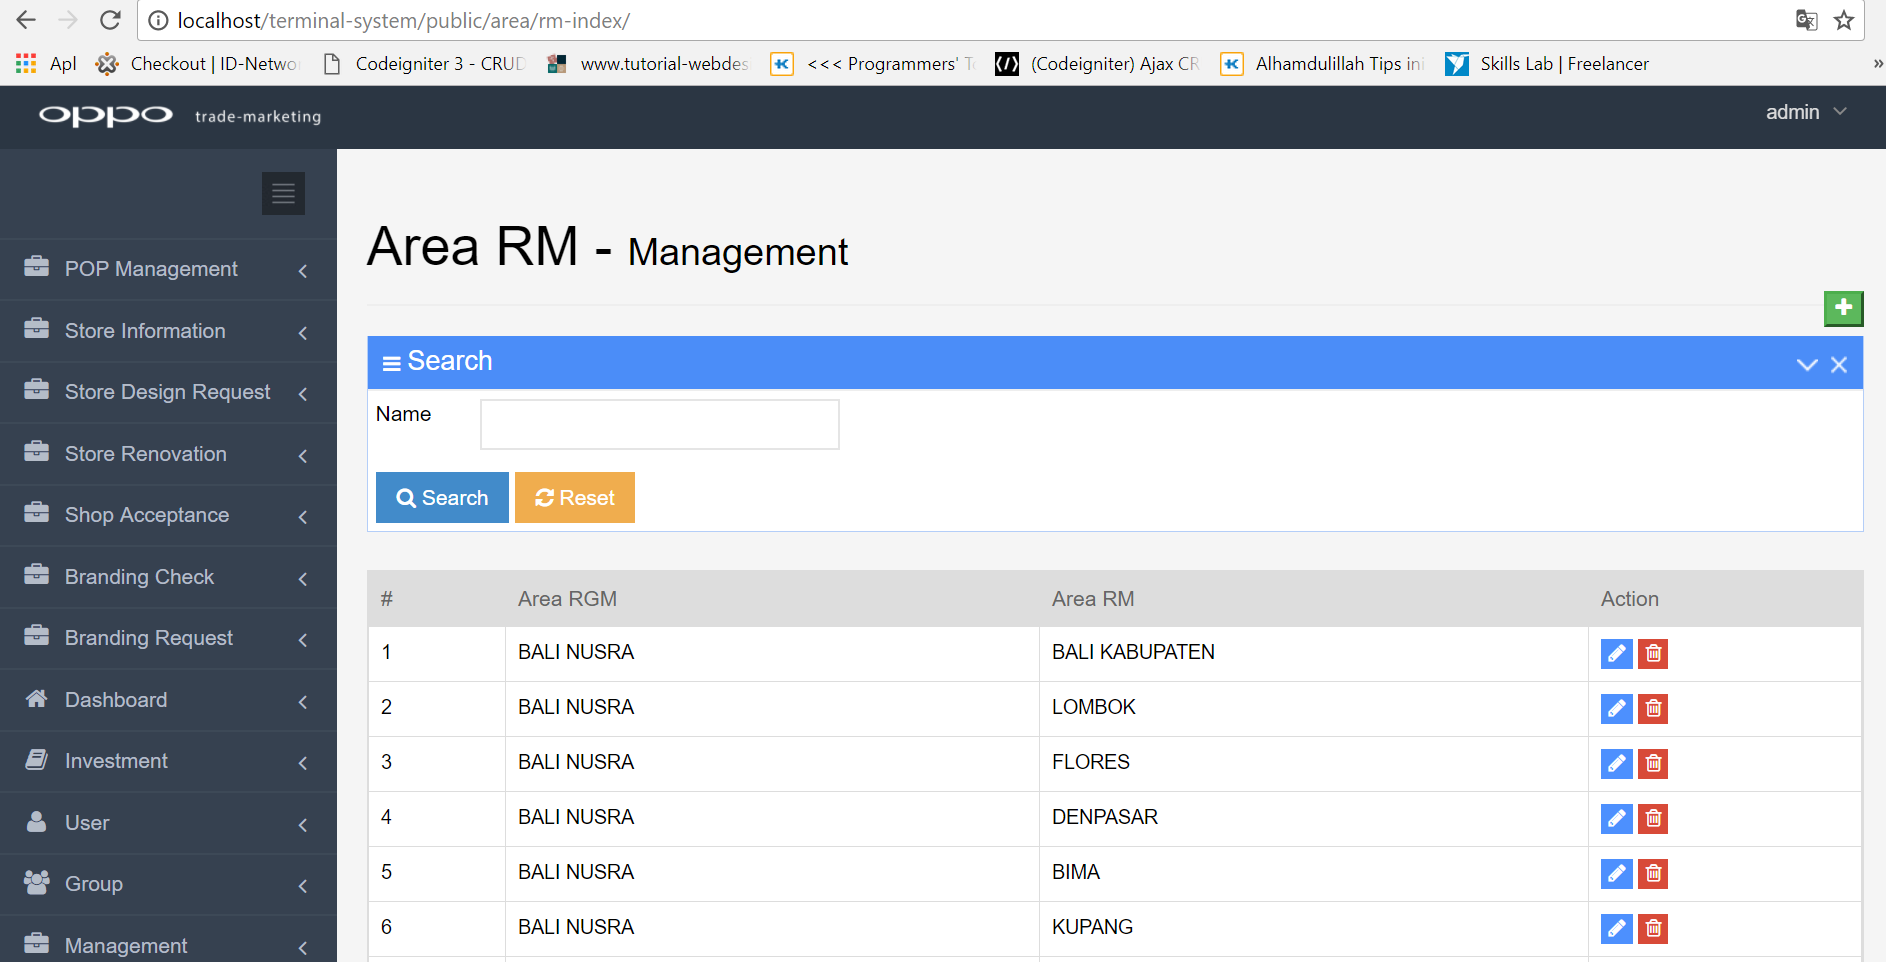 localhost/terminal-system/public/area/rm-index/
Apl Checkout | ID-Netwo Codeigniter 3 - CRUD www.tutorial-webdes <<< Programmers' T (Codeigniter) Ajax CR Alhamdulillah Tips ini Skills Lab | Freelancer »
oppo trade-marketing admin
POP Management
Store Information
Store Design Request
Store Renovation
Shop Acceptance
Branding Check
Branding Request
Dashboard
Investment
User
Group
Management
Area RM - Management
Search
Name
Search Reset
# Area RGM Area RM Action
1 BALI NUSRA BALI KABUPATEN
2 BALI NUSRA LOMBOK
3 BALI NUSRA FLORES
4 BALI NUSRA DENPASAR
5 BALI NUSRA BIMA
6 BALI NUSRA KUPANG